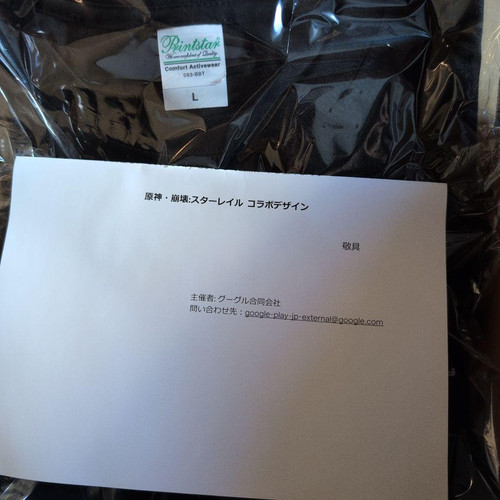 Printstar
Comfort Activewear
L
原神・崩壊:スターレイル コラボデザイン
敬具
主催者: グーグル合同会社
問い合わせ先：google-play-jp-external@google.com